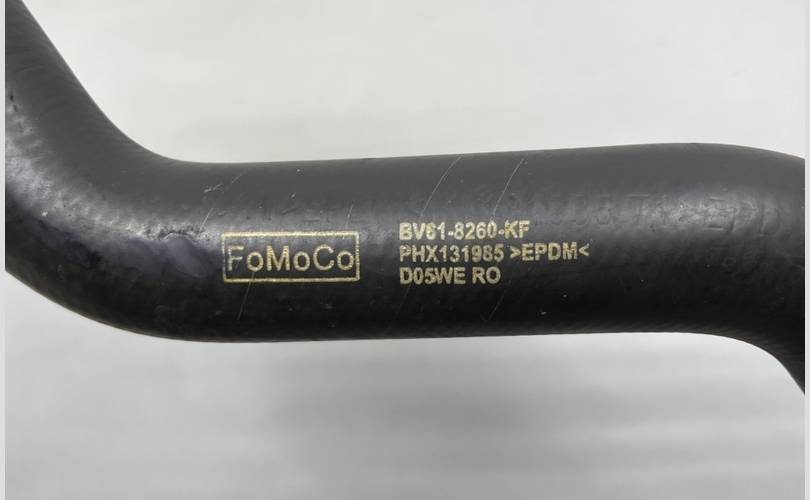 FoMoCo
BV61-8260-KF
PHX131985 >EPDM<
D05WE RO